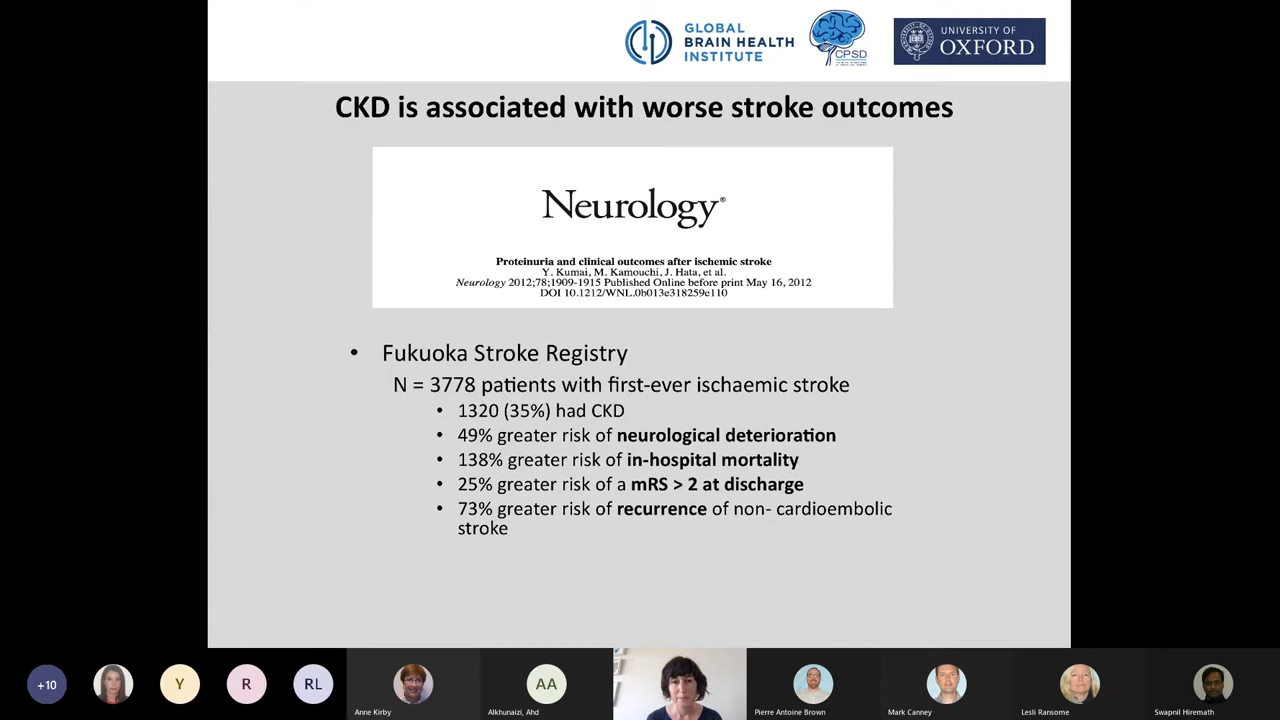 GLOBAL
BRAIN HEALTH
INSTITUTE
CPSD
UNIVERSITY OF
OXFORD
CKD is associated with worse stroke outcomes
Neurology®
Proteinuria and clinical outcomes after ischemic stroke
Y. Kumai, M. Kamouchi, J. Hata, et al.
Neurology 2012;78;1909-1915 Published Online before print May 16, 2012
DOI 10.1212/WNL.0b013e318259e110
• Fukuoka Stroke Registry
N = 3778 patients with first-ever ischaemic stroke
• 1320 (35%) had CKD
• 49% greater risk of neurological deterioration
• 138% greater risk of in-hospital mortality
• 25% greater risk of a mRS > 2 at discharge
• 73% greater risk of recurrence of non- cardioembolic
stroke
+10
Y
R
RL
Anne Kirby
AA
Alkhunaizi, Ahd
Pierre Antoine Brown
Mark Canney
Lesli Ransome
Swapnil Hiremath